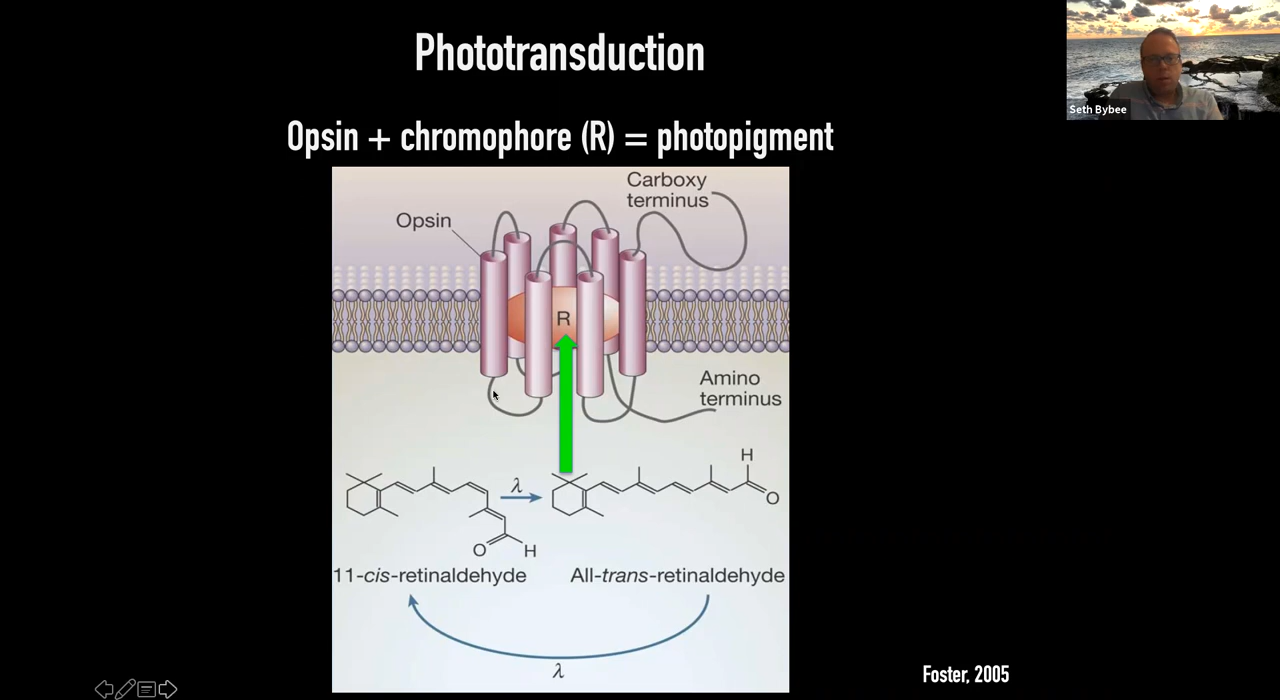 Phototransduction
Seth Bybee
Opsin + chromophore (R) = photopigment
Carboxy
terminus
Opsin
R
Amino
terminus
H
λ
O
O
H
11-cis-retinaldehyde
All-trans-retinaldehyde
λ
Foster, 2005